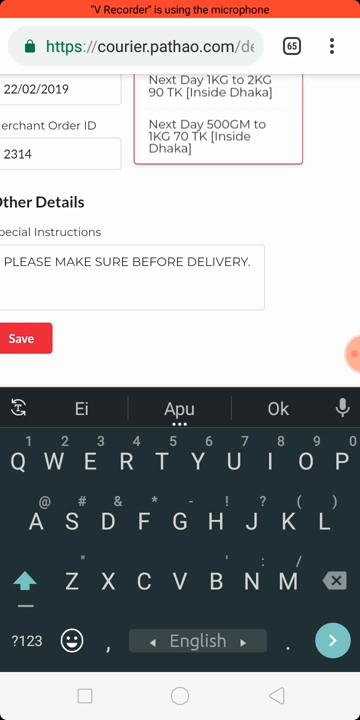 "V Recorder" is using the microphone
https://courier.pathao.com/de
65
22/02/2019
Next Day 1KG to 2KG
90 TK [Inside Dhaka]
erchant Order ID
2314
Next Day 500GM to
1KG 70 TK [Inside
Dhaka]
Other Details
pecial Instructions
PLEASE MAKE SURE BEFORE DELIVERY.
Save
Ei Apu Ok
1 2 3 4 5 6 7 8 9 0
Q W E R T Y U I O P
@ # & * - ! ? ( )
A S D F G H J K L
" ' : /
Z X C V B N M
?123 , English .